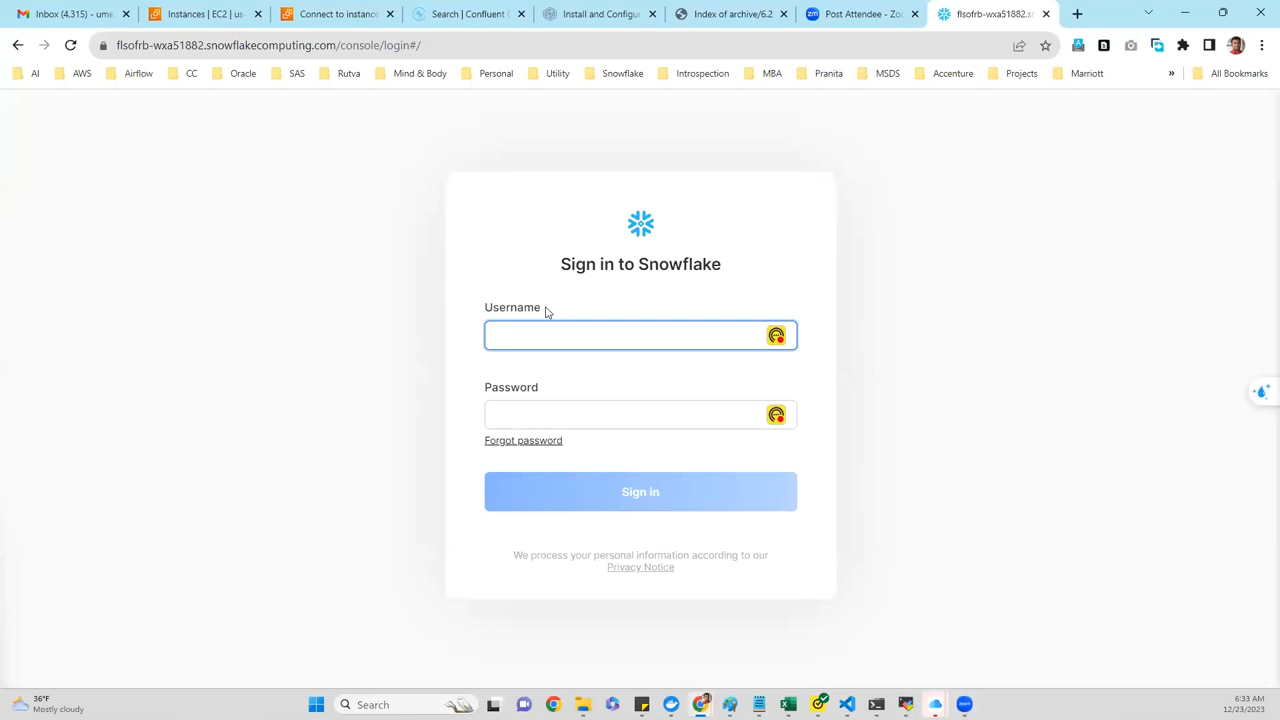 Inbox (4,315) - ume
Instances | EC2 | us-
Connect to instance
Search | Confluent D
Install and Configur
Index of archive/6.2
Post Attendee - Zoo
flsofrb-wxa51882.sn
flsofrb-wxa51882.snowflakecomputing.com/console/login#/
AI AWS Airflow CC Oracle SAS Rutva Mind & Body Personal Utility Snowflake Introspection MBA Pranita MSDS Accenture Projects Marriott » All Bookmarks
Sign in to Snowflake
Username
Password
Forgot password
Sign in
We process your personal information according to our
Privacy Notice
36°F
Mostly cloudy
Search
6:33 AM
12/23/2023